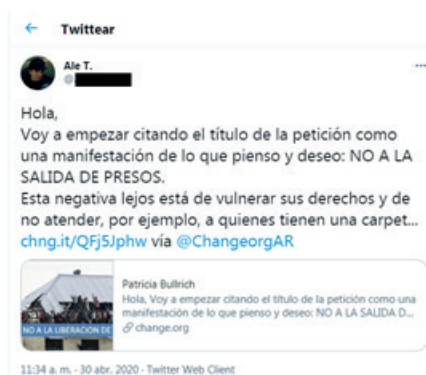 Twittear
Ale T.
@
Hola,
Voy a empezar citando el título de la petición como
una manifestación de lo que pienso y deseo: NO A LA
SALIDA DE PRESOS.
Esta negativa lejos está de vulnerar sus derechos y de
no atender, por ejemplo, a quienes tienen una carpet...
chng.it/QFj5Jphw vía @ChangeorgAR
Patricia Bullrich
Hola, Voy a empezar citando el título de la petición como una
manifestación de lo que pienso y deseo: NO A LA SALIDA D...
change.org
NO A LA LIBERACION DE
11:34 a. m. · 30 abr. 2020 · Twitter Web Client